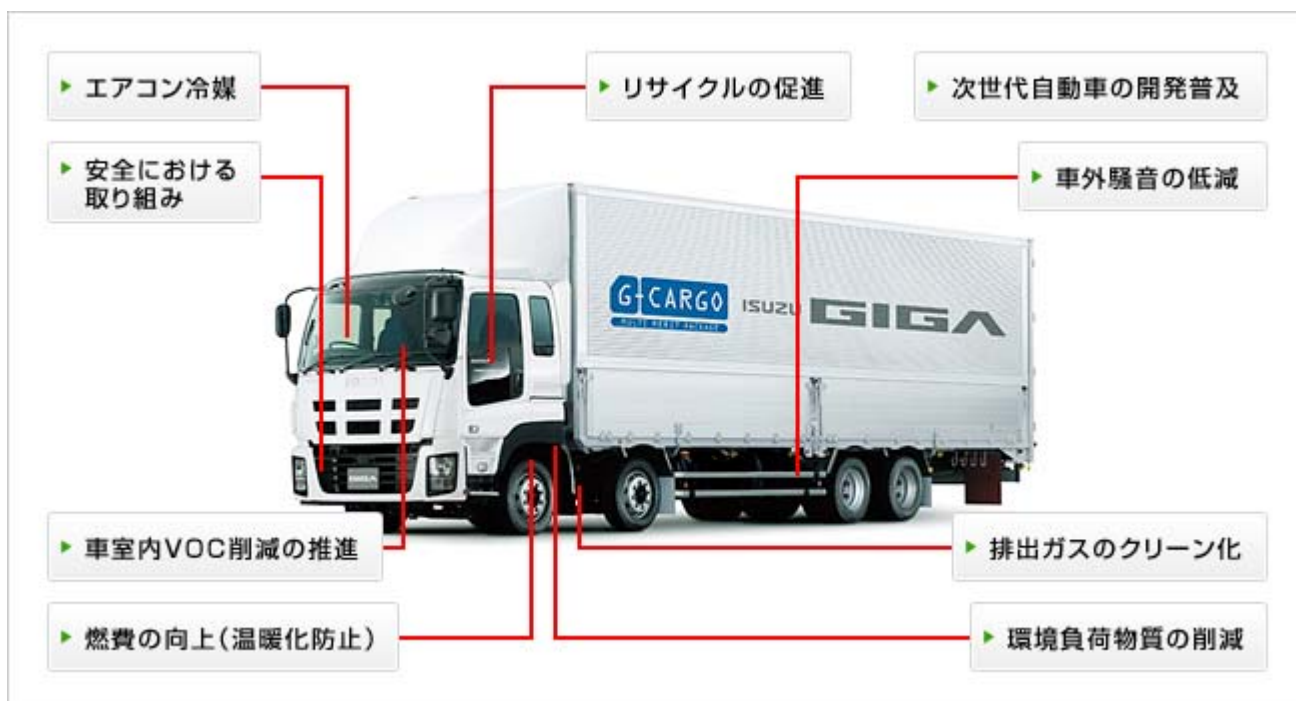 エアコン冷媒
リサイクルの促進
次世代自動車の開発普及
安全における
取り組み
車外騒音の低減
G-CARGO
MULTI MERIT PACKAGE
ISUZU GIGA
GIGA
車室内VOC削減の推進
排出ガスのクリーン化
燃費の向上(温暖化防止)
環境負荷物質の削減